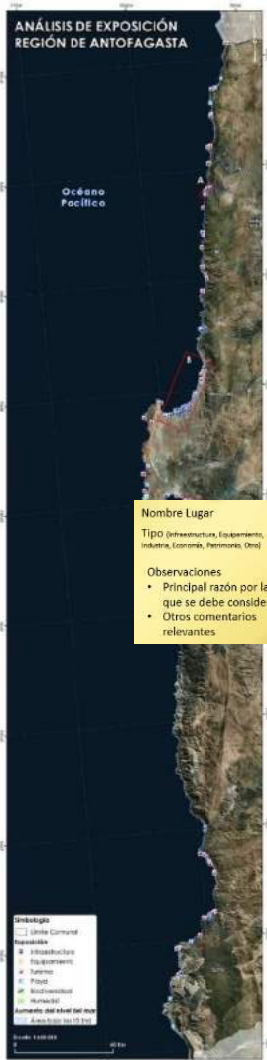 ANÁLISIS DE EXPOSICIÓN
REGIÓN DE ANTOFAGASTA
Océano
Pacífico
A
Nombre Lugar
Tipo (Infraestructura, Equipamiento,
Industria, Economía, Patrimonio, Otro)
Observaciones
• Principal razón por la
que se debe conside
• Otros comentarios
relevantes
Simbología
Límite Comunal
Exposición
Infraestructura
Equipamiento
Turismo
Playa
Biodiversidad
Humedal
Aumento del nivel del mar